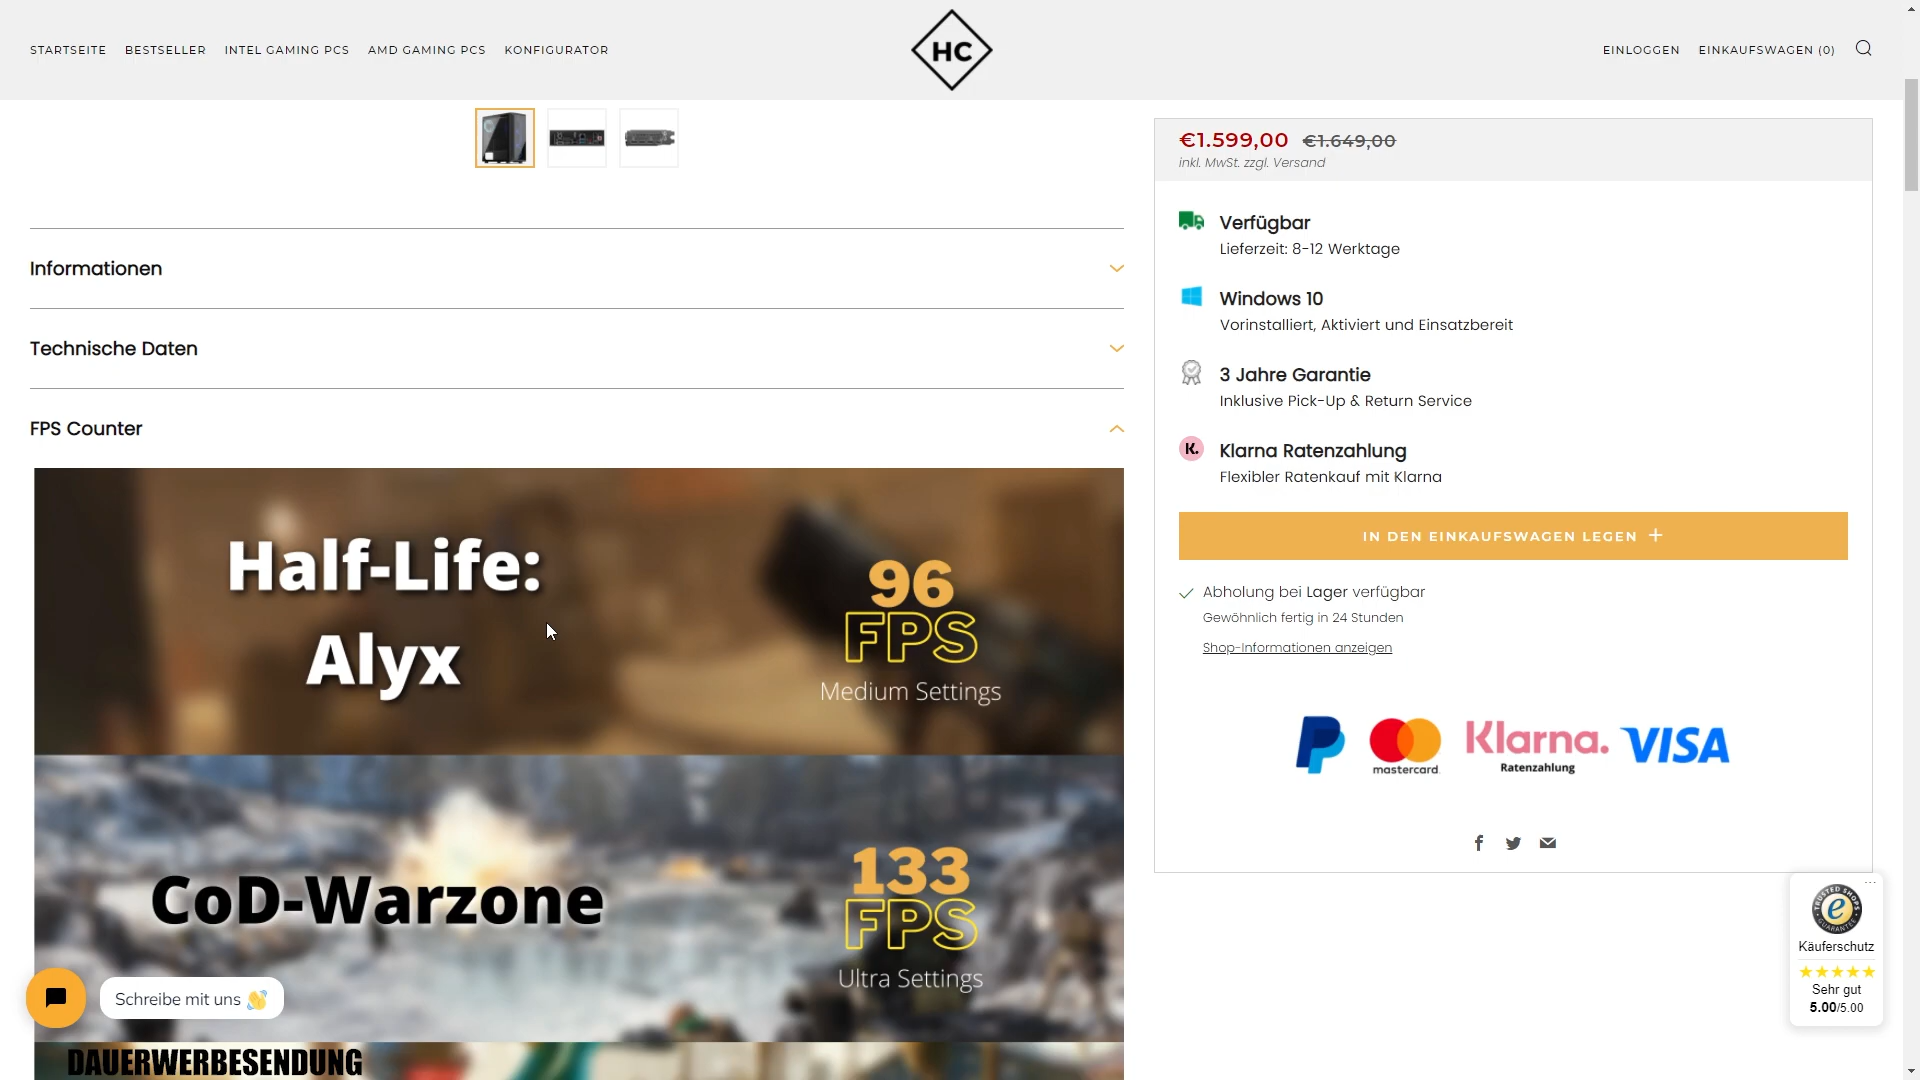 STARTSEITE BESTSELLER INTEL GAMING PCS AMD GAMING PCS KONFIGURATOR
HC
EINLOGGEN EINKAUFSWAGEN (0)
€1.599,00 €1.649,00
inkl. MwSt. zzgl. Versand
Verfügbar
Lieferzeit: 8-12 Werktage
Windows 10
Vorinstalliert, Aktiviert und Einsatzbereit
3 Jahre Garantie
Inklusive Pick-Up & Return Service
K.
Klarna Ratenzahlung
Flexibler Ratenkauf mit Klarna
IN DEN EINKAUFSWAGEN LEGEN +
Abholung bei Lager verfügbar
Gewöhnlich fertig in 24 Stunden
Shop-Informationen anzeigen
mastercard.
Klarna.
Ratenzahlung
VISA
Informationen
Technische Daten
FPS Counter
Half-Life:
Alyx
96
FPS
Medium Settings
CoD-Warzone
133
FPS
Ultra Settings
DAUERWERBESENDUNG
Schreibe mit uns 👋
TRUSTED SHOPS
GUARANTEE
e
Käuferschutz
★★★★★
Sehr gut
5.00/5.00